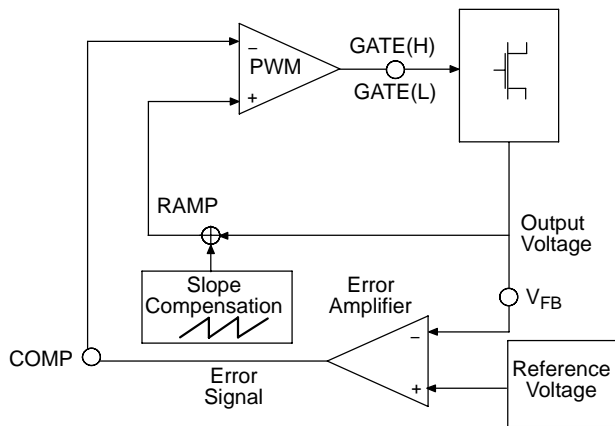 GATE(H)
−
PWM
+
GATE(L)
RAMP
Output
Voltage
Slope
Compensation
Error
Amplifier
VFB
−
COMP
Error
Signal
+
Reference
Voltage